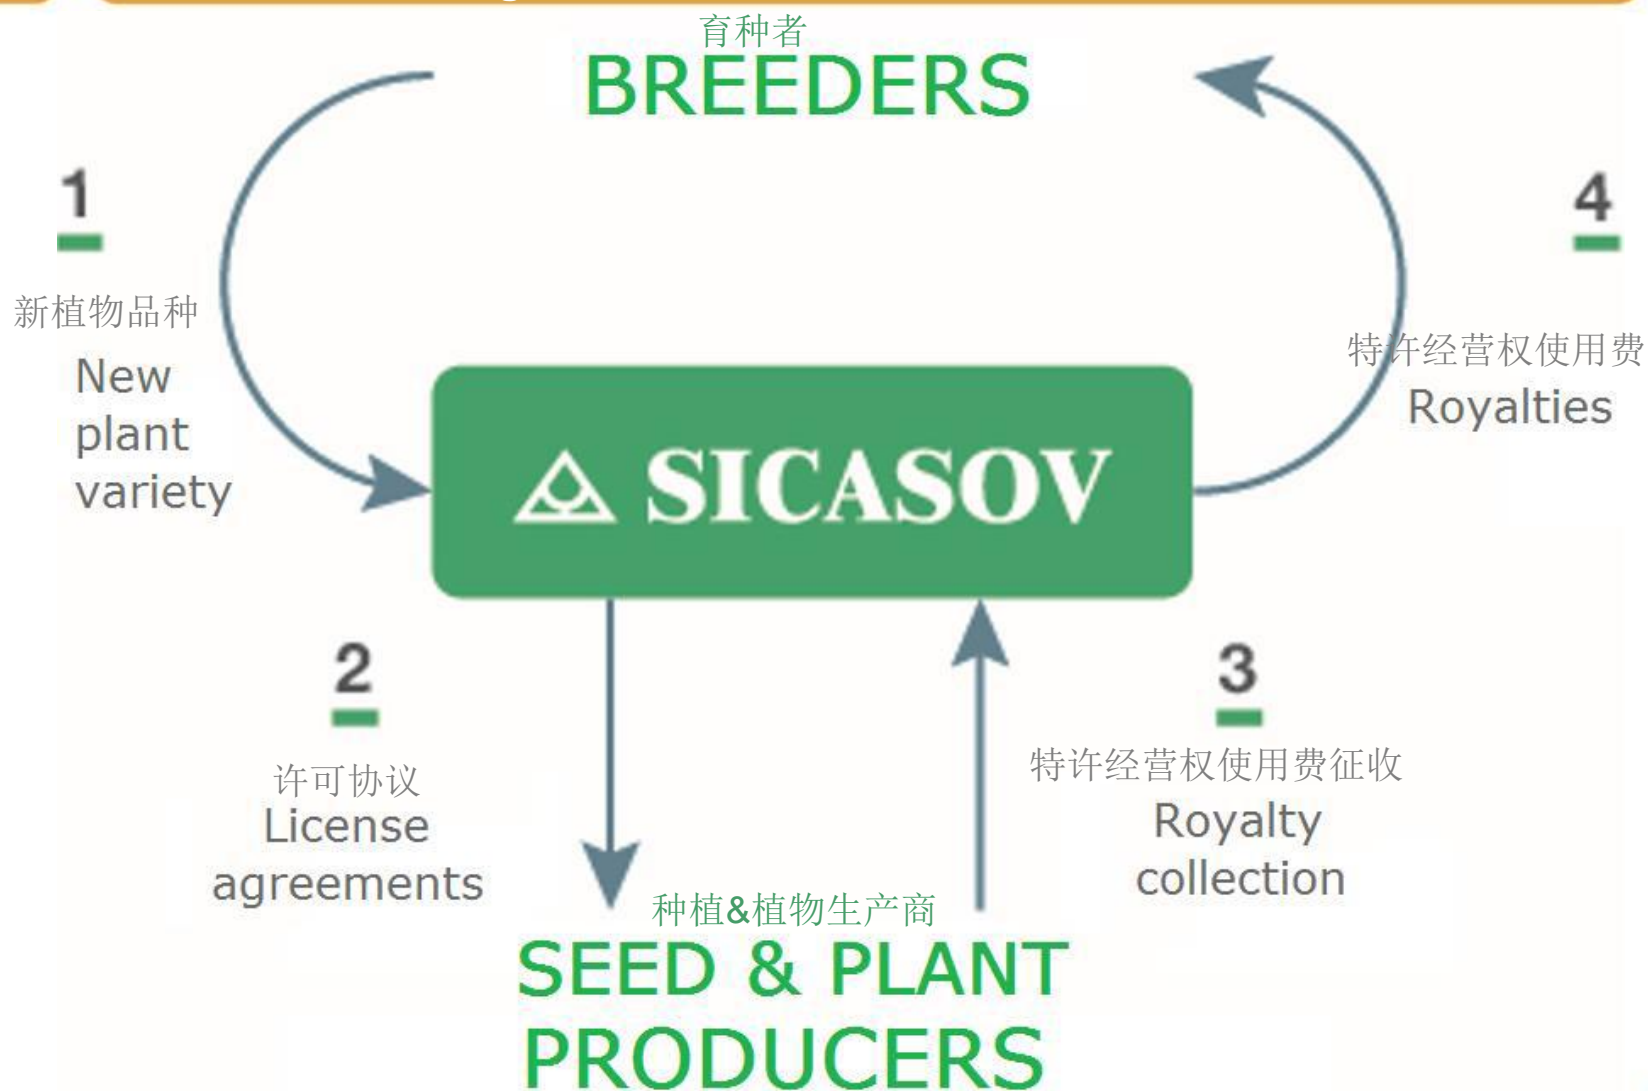 育种者
BREEDERS
1
新植物品种
New
plant
variety
4
特许经营权使用费
Royalties
SICASOV
2
许可协议
License
agreements
3
特许经营权使用费征收
Royalty
collection
种植&植物生产商
SEED & PLANT
PRODUCERS